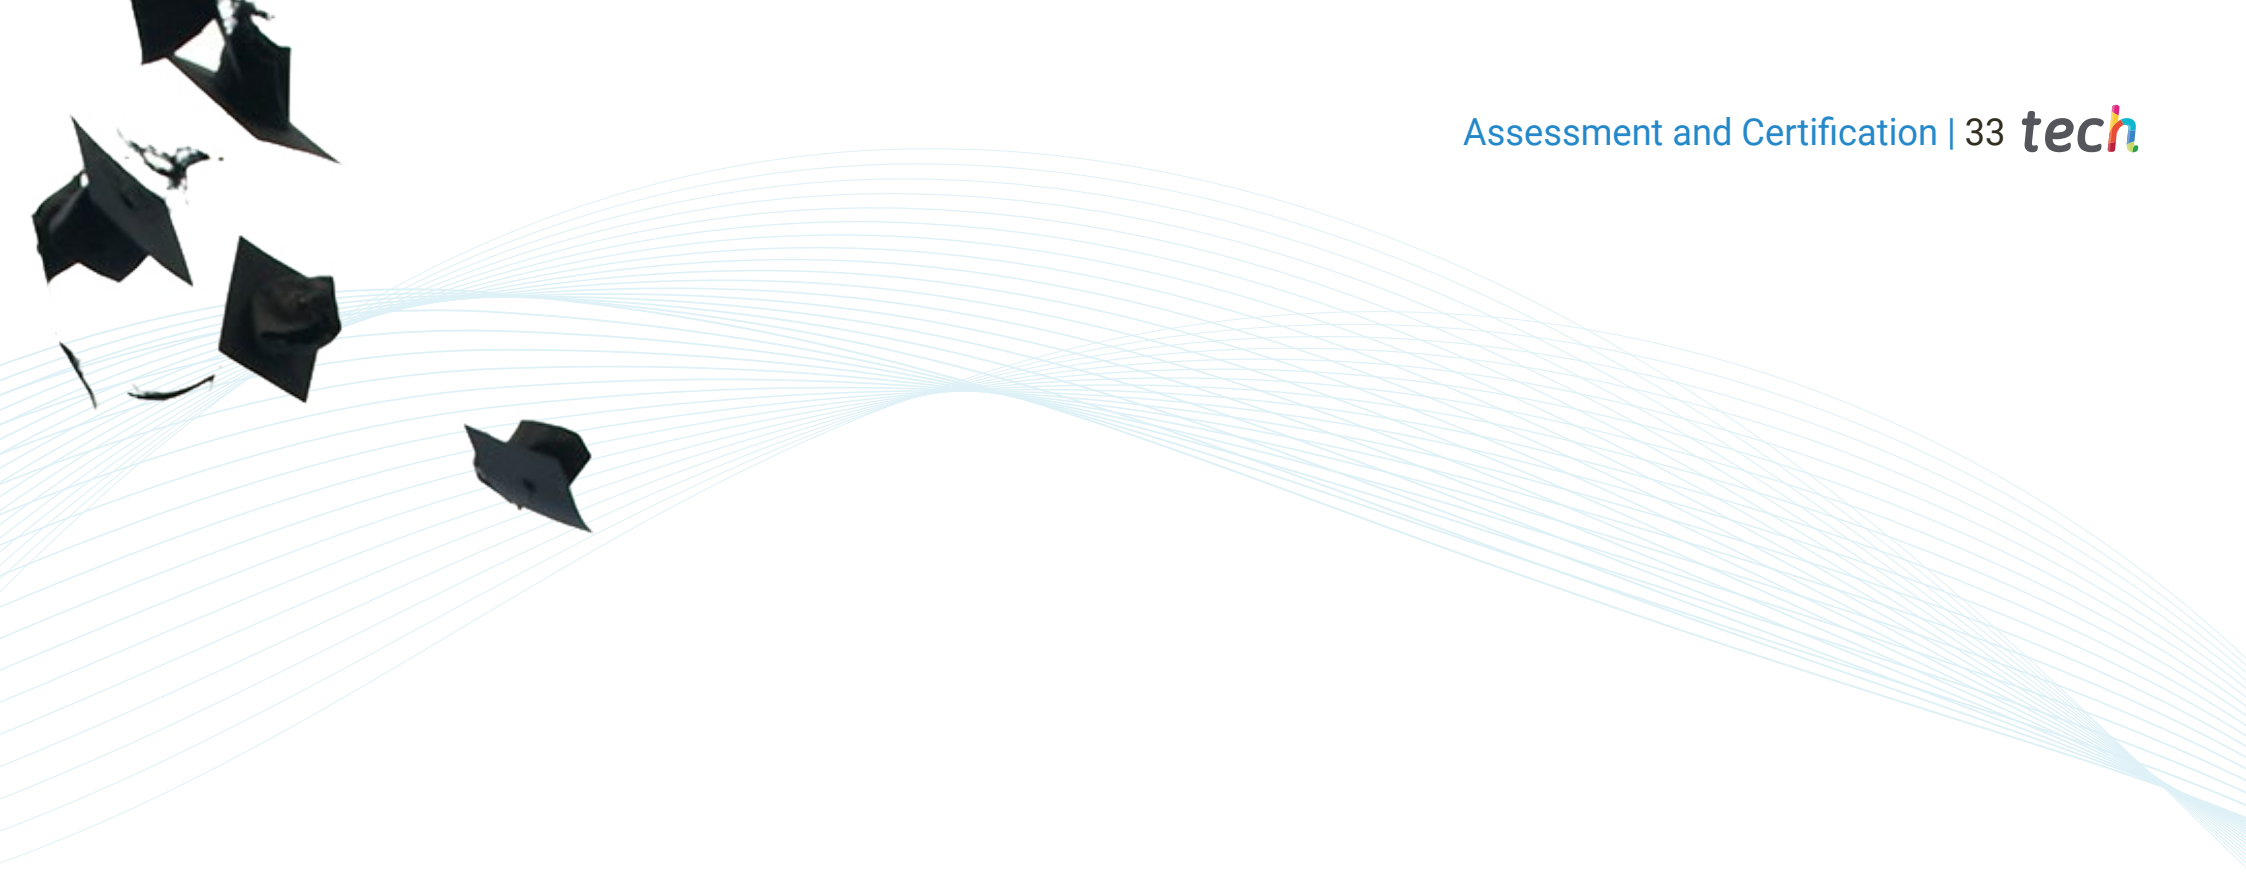 Assessment and Certification | 33 tech